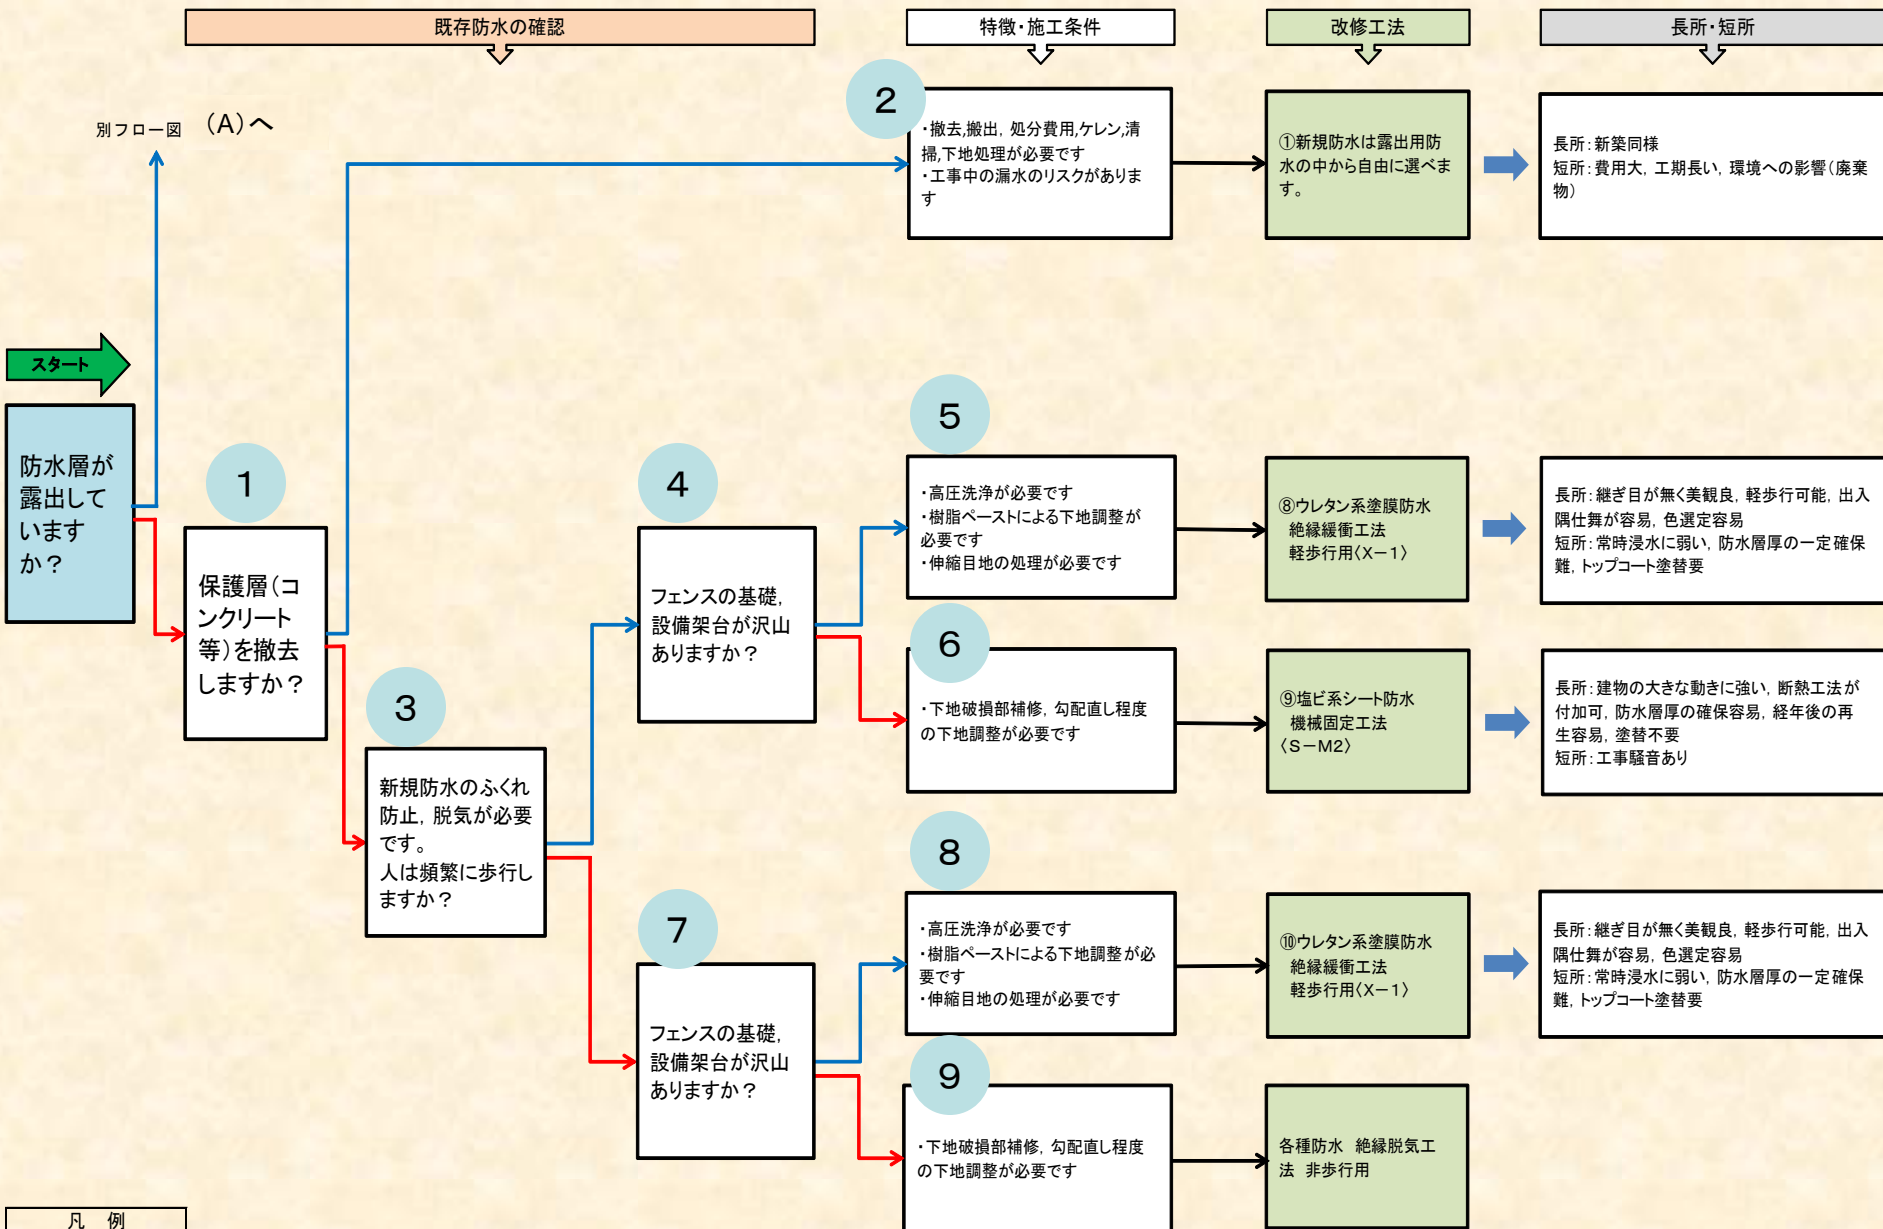 既存防水の確認
特徴・施工条件
改修工法
長所・短所
別フロー図 (A)へ
2
・撤去,搬出, 処分費用,ケレン,清
掃,下地処理が必要です
・工事中の漏水のリスクがありま
す
①新規防水は露出用防
水の中から自由に選べま
す。
長所：新築同様
短所：費用大, 工期長い, 環境への影響（廃棄
物）
スタート
防水層が
露出して
います
か？
1
保護層（コ
ンクリート
等）を撤去
しますか？
3
新規防水のふくれ
防止, 脱気が必要
です。
人は頻繁に歩行し
ますか？
4
フェンスの基礎,
設備架台が沢山
ありますか？
5
・高圧洗浄が必要です
・樹脂ペーストによる下地調整が
必要です
・伸縮目地の処理が必要です
⑧ウレタン系塗膜防水
絶縁緩衝工法
軽歩行用〈X－1〉
長所：継ぎ目が無く美観良, 軽歩行可能, 出入
隅仕舞が容易, 色選定容易
短所：常時浸水に弱い, 防水層厚の一定確保
難, トップコート塗替要
6
・下地破損部補修, 勾配直し程度
の下地調整が必要です
⑨塩ビ系シート防水
機械固定工法
〈S－M2〉
長所：建物の大きな動きに強い, 断熱工法が
付加可, 防水層厚の確保容易, 経年後の再
生容易, 塗替不要
短所：工事騒音あり
7
フェンスの基礎,
設備架台が沢山
ありますか？
8
・高圧洗浄が必要です
・樹脂ペーストによる下地調整が必
要です
・伸縮目地の処理が必要です
⑩ウレタン系塗膜防水
絶縁緩衝工法
軽歩行用〈X－1〉
長所：継ぎ目が無く美観良, 軽歩行可能, 出入
隅仕舞が容易, 色選定容易
短所：常時浸水に弱い, 防水層厚の一定確保
難, トップコート塗替要
9
・下地破損部補修, 勾配直し程度
の下地調整が必要です
各種防水 絶縁脱気工
法 非歩行用
凡 例